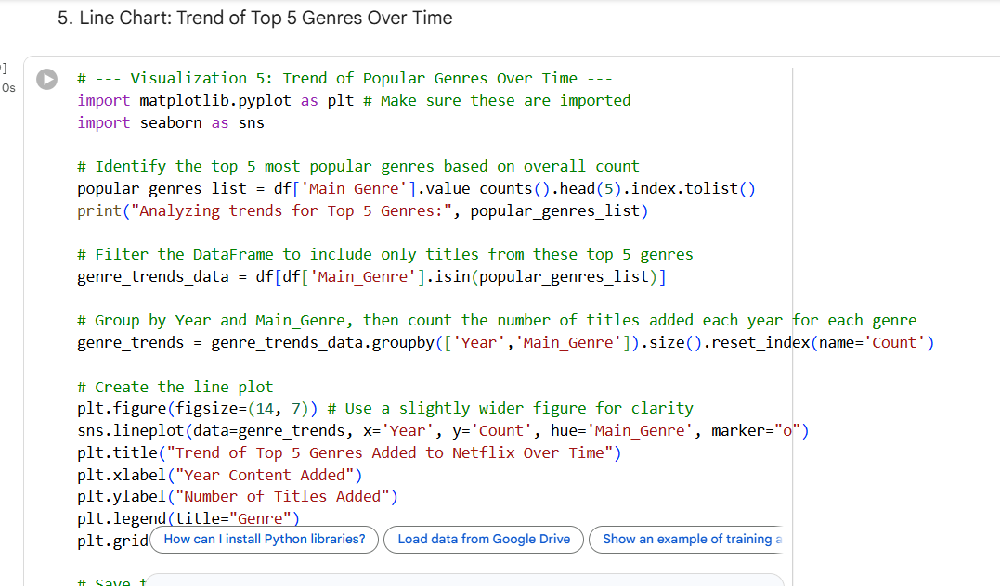 5. Line Chart: Trend of Top 5 Genres Over Time
]
0s
# --- Visualization 5: Trend of Popular Genres Over Time ---
import matplotlib.pyplot as plt # Make sure these are imported
import seaborn as sns
# Identify the top 5 most popular genres based on overall count
popular_genres_list = df['Main_Genre'].value_counts().head(5).index.tolist()
print("Analyzing trends for Top 5 Genres:", popular_genres_list)
# Filter the DataFrame to include only titles from these top 5 genres
genre_trends_data = df[df['Main_Genre'].isin(popular_genres_list)]
# Group by Year and Main_Genre, then count the number of titles added each year for each genre
genre_trends = genre_trends_data.groupby(['Year','Main_Genre']).size().reset_index(name='Count')
# Create the line plot
plt.figure(figsize=(14, 7)) # Use a slightly wider figure for clarity
sns.lineplot(data=genre_trends, x='Year', y='Count', hue='Main_Genre', marker="o")
plt.title("Trend of Top 5 Genres Added to Netflix Over Time")
plt.xlabel("Year Content Added")
plt.ylabel("Number of Titles Added")
plt.legend(title="Genre")
plt.grid
How can I install Python libraries? Load data from Google Drive Show an example of training a
# Save